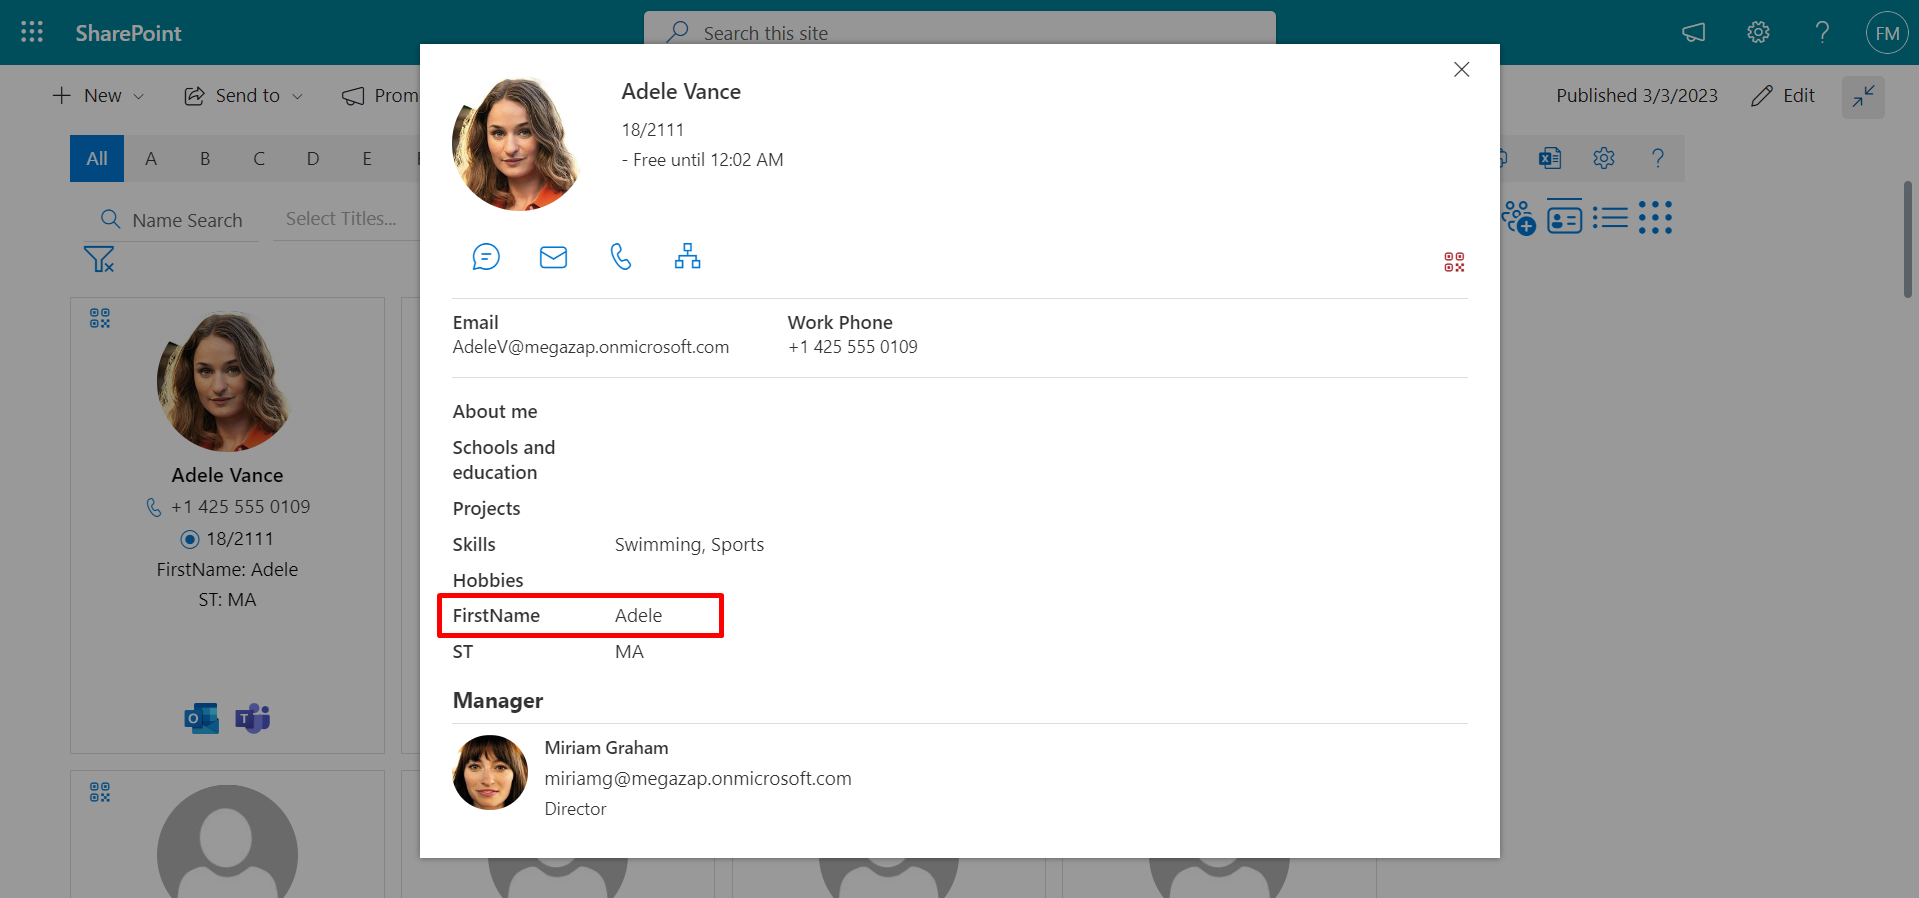 SharePoint
Search this site
FM
New
Send to
Prom
Published 3/3/2023
Edit
All
A
B
C
D
E
Name Search
Select Titles...
Adele Vance
+1 425 555 0109
18/2111
FirstName: Adele
ST: MA
Adele Vance
18/2111
- Free until 12:02 AM
Email
AdeleV@megazap.onmicrosoft.com
Work Phone
+1 425 555 0109
About me
Schools and
education
Projects
Skills
Swimming, Sports
Hobbies
FirstName
Adele
ST
MA
Manager
Miriam Graham
miriamg@megazap.onmicrosoft.com
Director